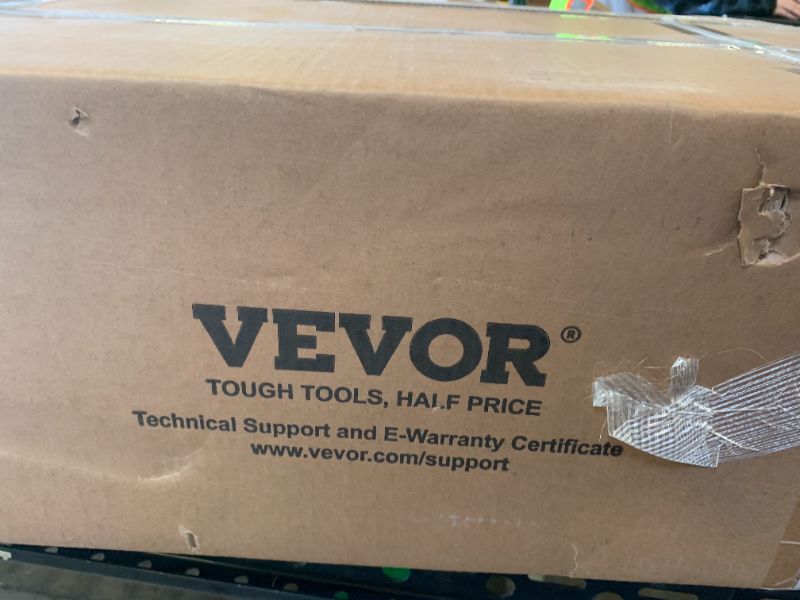 VEVOR®
TOUGH TOOLS, HALF PRICE
Technical Support and E-Warranty Certificate
www.vevor.com/support